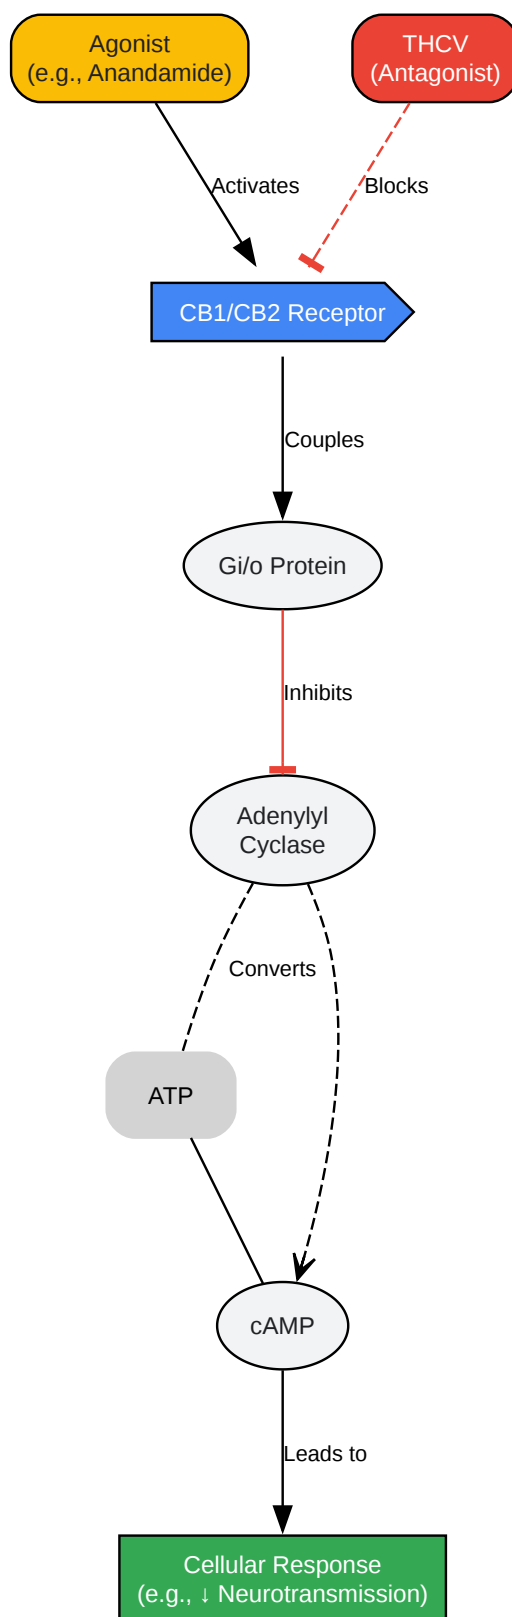 Agonist
(e.g., Anandamide)
THCV
(Antagonist)
Activates
Blocks
CB1/CB2 Receptor
Couples
Gi/o Protein
Inhibits
Adenylyl
Cyclase
Converts
ATP
cAMP
Leads to
Cellular Response
(e.g., ↓ Neurotransmission)